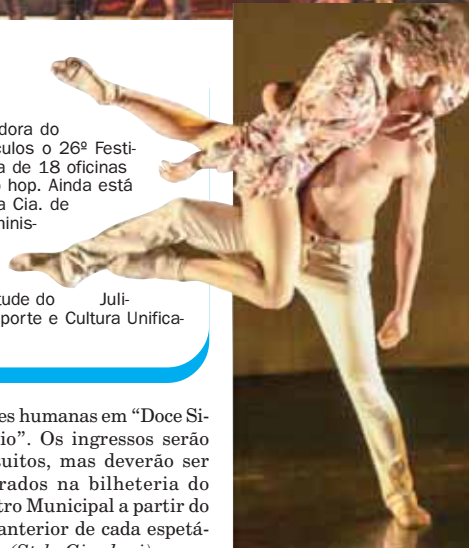 dora do
culos o 26º Festi-
a de 18 oficinas
o hop. Ainda está
a Cia. de
minis-
tude do Juli-
porte e Cultura Unifica-
es humanas em “Doce Si-
io”. Os ingressos serão
tuitos, mas deverão ser
rados na bilheteria do
tro Municipal a partir do
anterior de cada espetá-